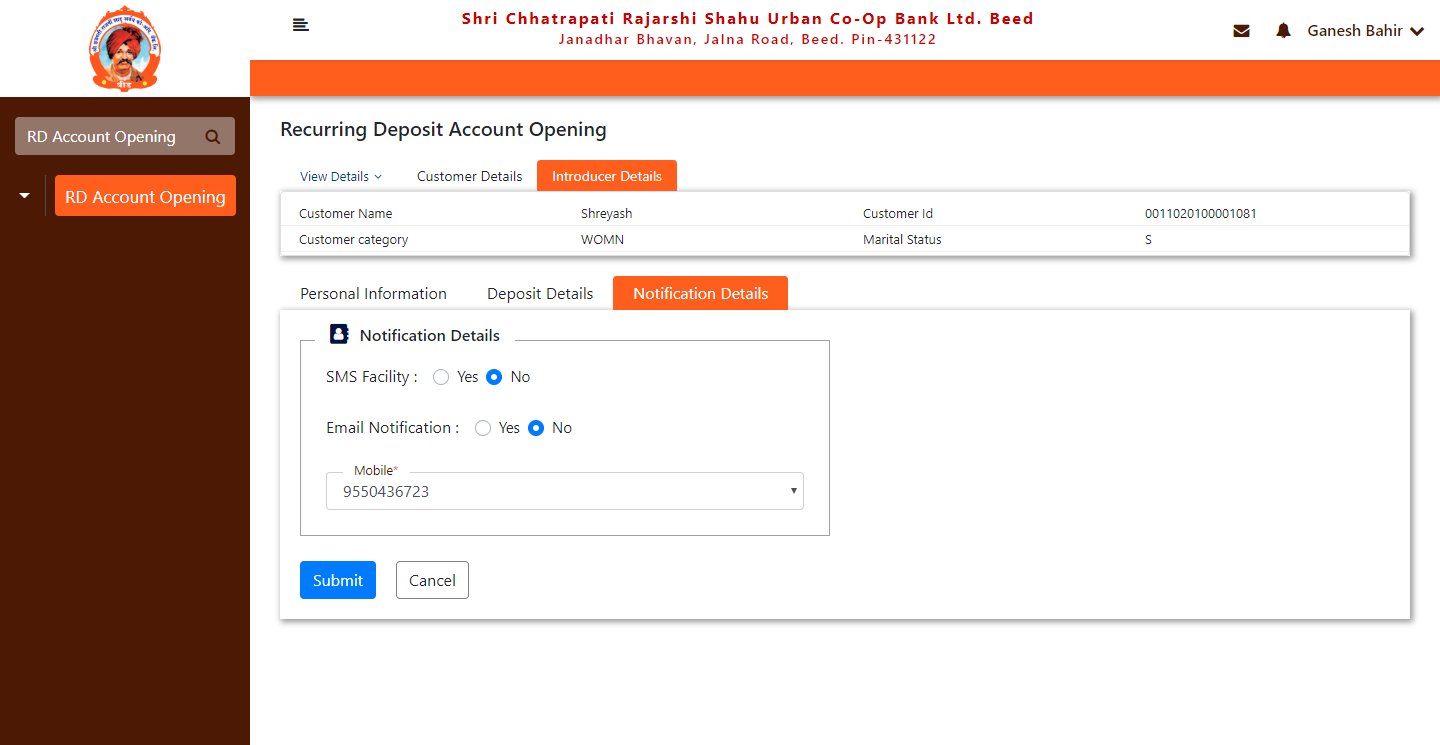 Shri Chhatrapati Rajarshi Shahu Urban Co-Op Bank Ltd. Beed
Janadhar Bhavan, Jalna Road, Beed. Pin-431122
Ganesh Bahir
बीड
RD Account Opening
RD Account Opening
Recurring Deposit Account Opening
View Details Customer Details Introducer Details
Customer Name Shreyash Customer Id 0011020100001081
Customer category WOMN Marital Status S
Personal Information Deposit Details Notification Details
Notification Details
SMS Facility : Yes No
Email Notification : Yes No
Mobile*
9550436723
Submit Cancel